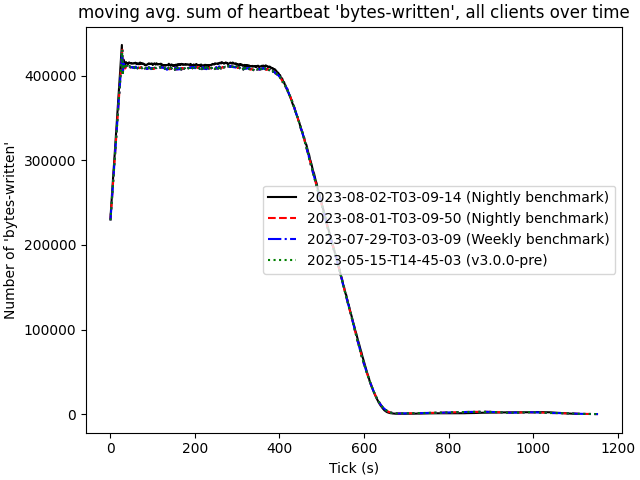 moving avg. sum of heartbeat 'bytes-written', all clients over time
Number of 'bytes-written'
400000
300000
200000
100000
0
2023-08-02-T03-09-14 (Nightly benchmark)
2023-08-01-T03-09-50 (Nightly benchmark)
2023-07-29-T03-03-09 (Weekly benchmark)
2023-05-15-T14-45-03 (v3.0.0-pre)
0 200 400 600 800 1000 1200
Tick (s)